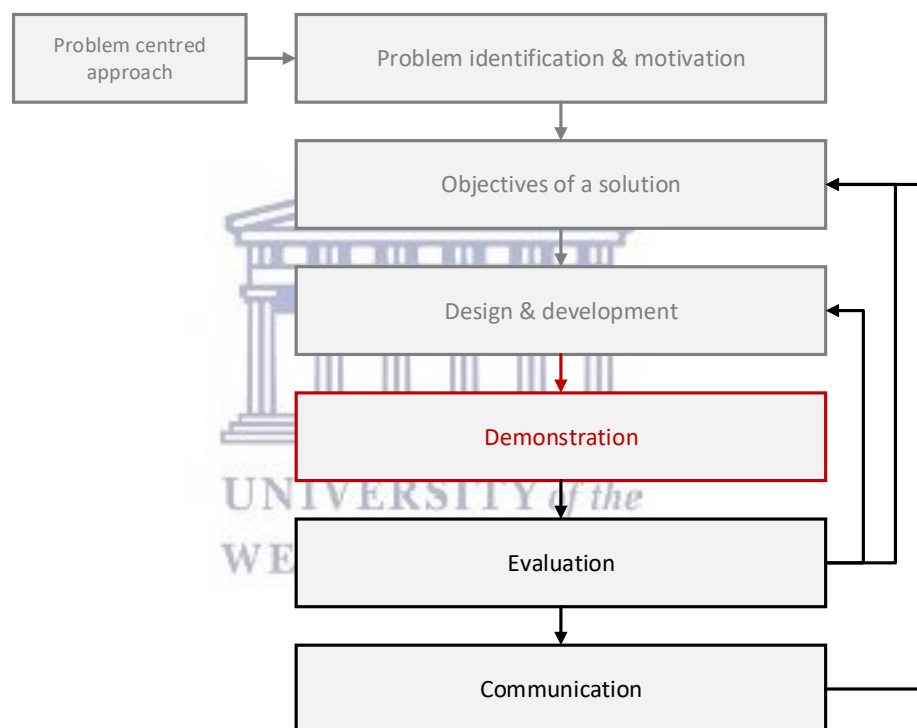 Problem centred
approach
Problem identification & motivation
Objectives of a solution
Design & development
Demonstration
UNIVERSITY of the
WE
Evaluation
Communication